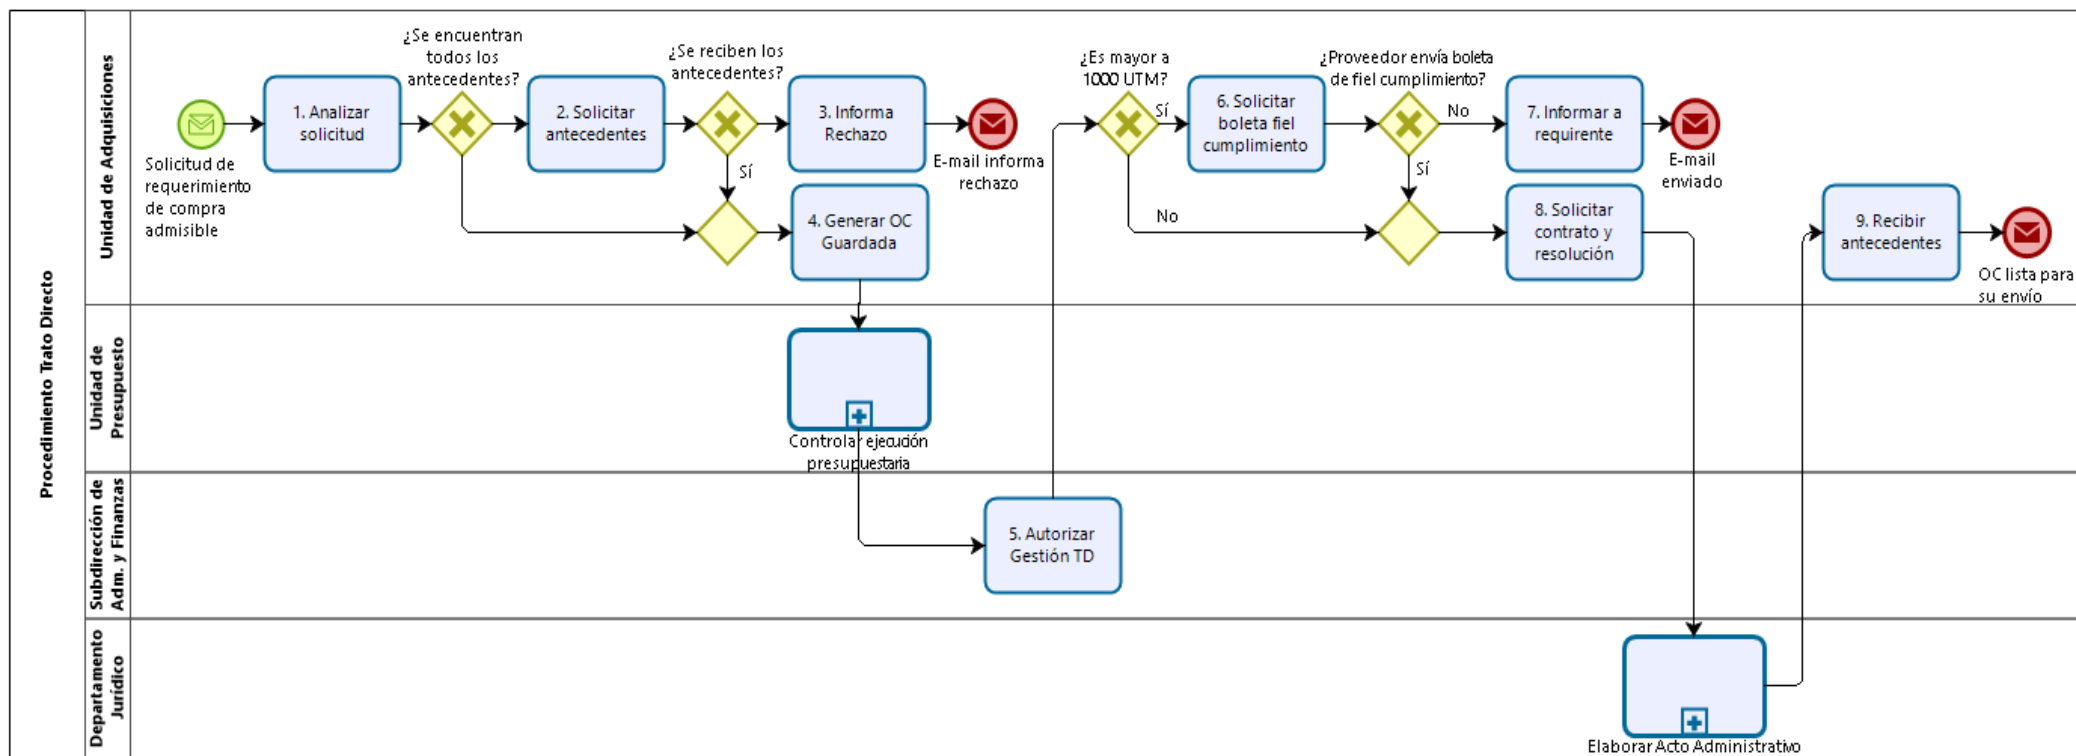 Procedimiento Trato Directo
Unidad de Adquisiciones
Solicitud de
requerimiento
de compra
admisible
1. Analizar
solicitud
¿Se encuentran
todos los
antecedentes?
2. Solicitar
antecedentes
¿Se reciben los
antecedentes?
Sí
3. Informa
Rechazo
E-mail informa
rechazo
4. Generar OC
Guardada
¿Es mayor a
1000 UTM?
Sí
No
6. Solicitar
boleta fiel
cumplimiento
¿Proveedor envía boleta
de fiel cumplimiento?
No
Sí
7. Informar a
requirente
E-mail
enviado
8. Solicitar
contrato y
resolución
9. Recibir
antecedentes
OC lista para
su envío
Unidad de
Presupuesto
Controlar ejecución
presupuestaria
Subdirección de
Adm. y Finanzas
5. Autorizar
Gestión TD
Departamento
Jurídico
Elaborar Acto Administrativo